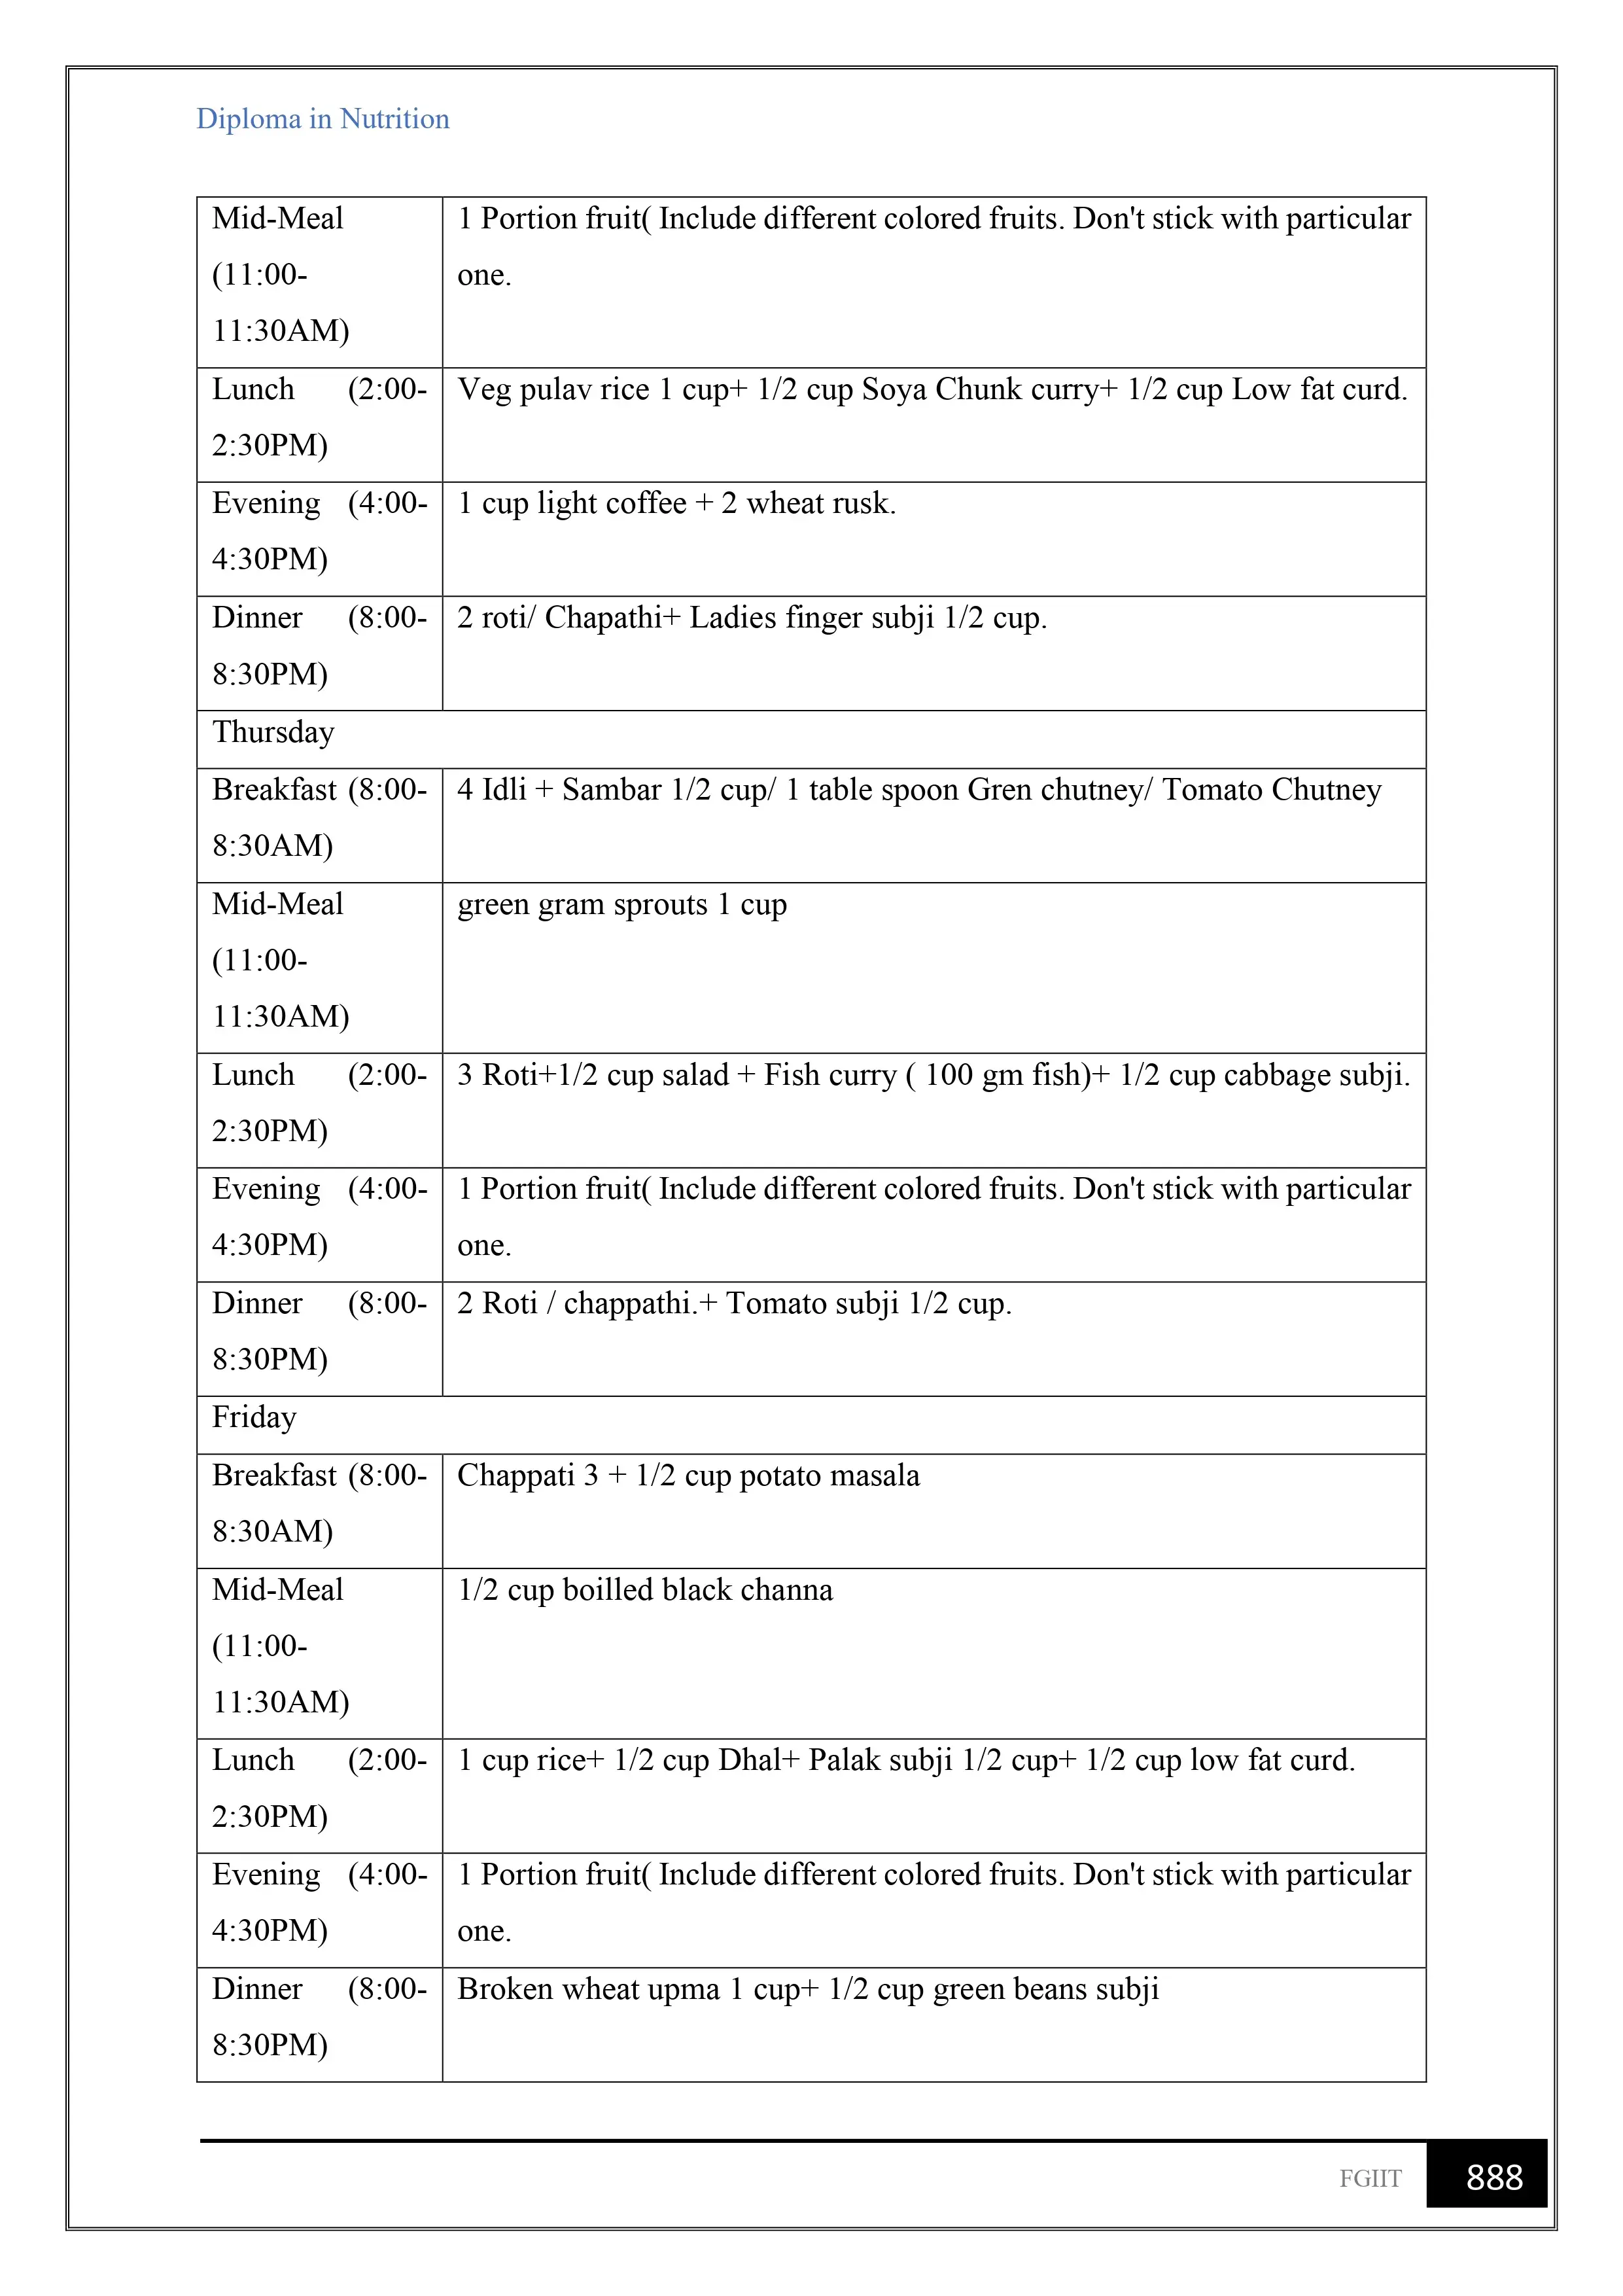 Diploma in Nutrition
Mid-Meal
(11:00-
11:30AM)
1 Portion fruit( Include different colored fruits. Don't stick with particular
one.
Lunch (2:00-
2:30PM)
Veg pulav rice 1 cup+ 1/2 cup Soya Chunk curry+ 1/2 cup Low fat curd.
Evening (4:00-
4:30PM)
1 cup light coffee + 2 wheat rusk.
Dinner (8:00-
8:30PM)
2 roti/ Chapathi+ Ladies finger subji 1/2 cup.
Thursday
Breakfast (8:00-
8:30AM)
4 Idli + Sambar 1/2 cup/ 1 table spoon Gren chutney/ Tomato Chutney
Mid-Meal
(11:00-
11:30AM)
green gram sprouts 1 cup
Lunch (2:00-
2:30PM)
3 Roti+1/2 cup salad + Fish curry ( 100 gm fish)+ 1/2 cup cabbage subji.
Evening (4:00-
4:30PM)
1 Portion fruit( Include different colored fruits. Don't stick with particular
one.
Dinner (8:00-
8:30PM)
2 Roti / chappathi.+ Tomato subji 1/2 cup.
Friday
Breakfast (8:00-
8:30AM)
Chappati 3 + 1/2 cup potato masala
Mid-Meal
(11:00-
11:30AM)
1/2 cup boilled black channa
Lunch (2:00-
2:30PM)
1 cup rice+ 1/2 cup Dhal+ Palak subji 1/2 cup+ 1/2 cup low fat curd.
Evening (4:00-
4:30PM)
1 Portion fruit( Include different colored fruits. Don't stick with particular
one.
Dinner (8:00-
8:30PM)
Broken wheat upma 1 cup+ 1/2 cup green beans subji
FGIIT 888